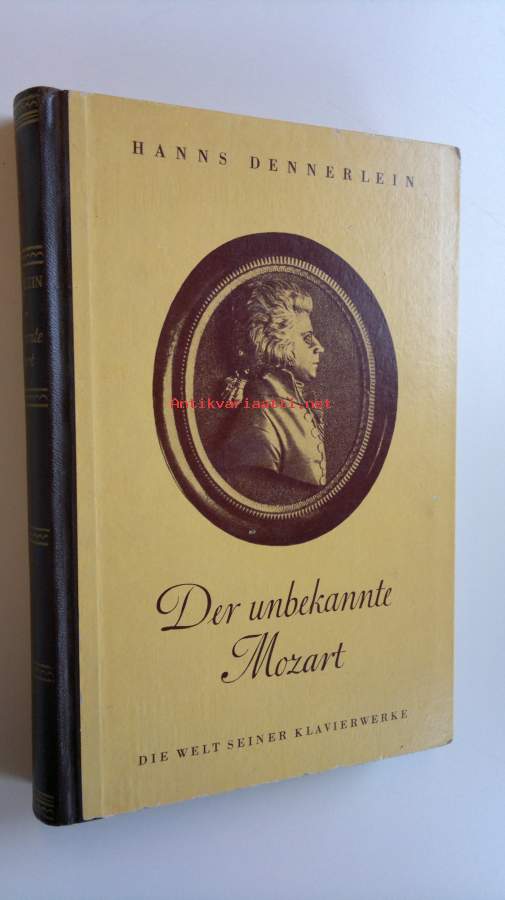 HANNS DENNERLEIN
Antikvariaatti.net
Der unbekannte
Mozart
DIE WELT SEINER KLAVIERWERKE